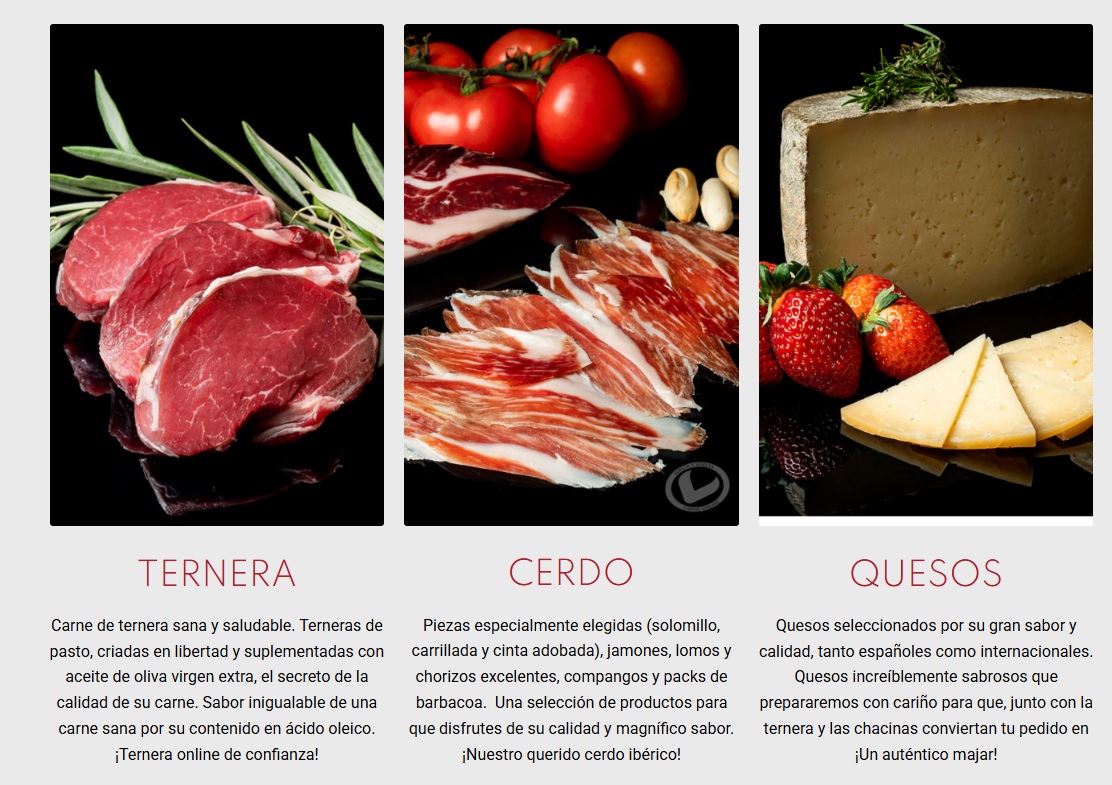 TERNERA
Carne de ternera sana y saludable. Terneras de
pasto, criadas en libertad y suplementadas con
aceite de oliva virgen extra, el secreto de la
calidad de su carne. Sabor inigualable de una
carne sana por su contenido en ácido oleico.
¡Ternera online de confianza!
CERDO
Piezas especialmente elegidas (solomillo,
carrillada y cinta adobada), jamones, lomos y
chorizos excelentes, compangos y packs de
barbacoa.  Una selección de productos para
que disfrutes de su calidad y magnífico sabor.
¡Nuestro querido cerdo ibérico!
QUESOS
Quesos seleccionados por su gran sabor y
calidad, tanto españoles como internacionales.
Quesos increíblemente sabrosos que
prepararemos con cariño para que, junto con la
ternera y las chacinas conviertan tu pedido en
¡Un auténtico majar!